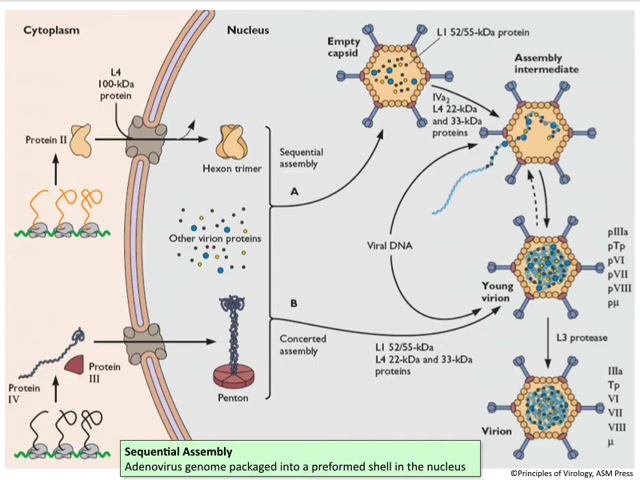 Cytoplasm
Nucleus
L4
100-kDa
protein
Protein II
Hexon trimer
Other virion proteins
Protein
III
Protein
IV
Penton
Sequential
assembly
A
B
Concerted
assembly
Empty
capsid
L1 52/55-kDa protein
Assembly
intermediate
IVa₂
L4 22-kDa
and 33-kDa
proteins
Viral DNA
L1 52/55-kDa
L4 22-kDa and 33-kDa
proteins
Young
virion
pIIIa
pTp
pVI
pVII
pVIII
pμ
L3 protease
Virion
IIIa
Tp
VI
VII
VIII
μ
Sequential Assembly
Adenovirus genome packaged into a preformed shell in the nucleus
©Principles of Virology, ASM Press